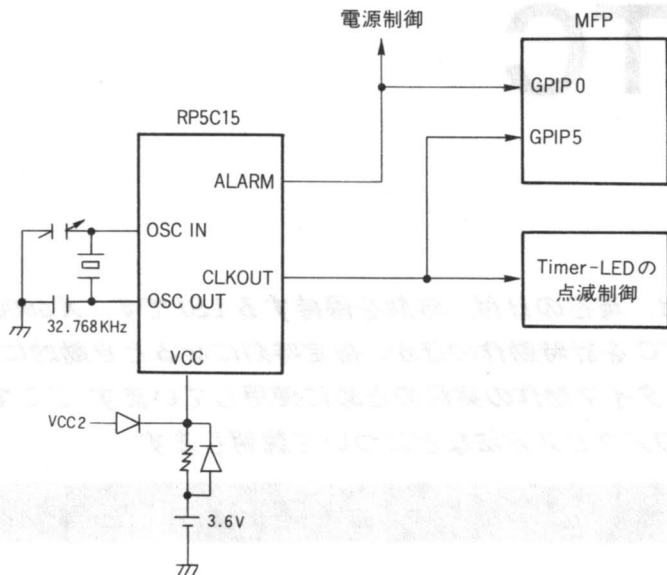 電源制御
MFP
GPIP0
RP5C15
GPIP5
ALARM
OSC IN
CLKOUT
Timer-LEDの
点減制御
OSC OUT
32.768KHz
VCC
VCC2
3.6V